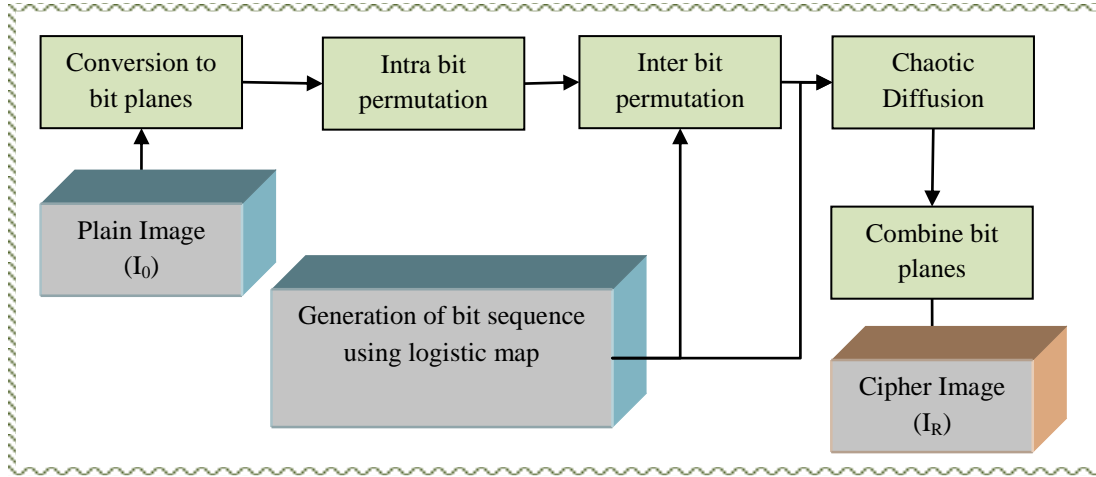 Conversion to
bit planes
Intra bit
permutation
Inter bit
permutation
Chaotic
Diffusion
Plain Image
(I₀)
Generation of bit sequence
using logistic map
Combine bit
planes
Cipher Image
(I_R)